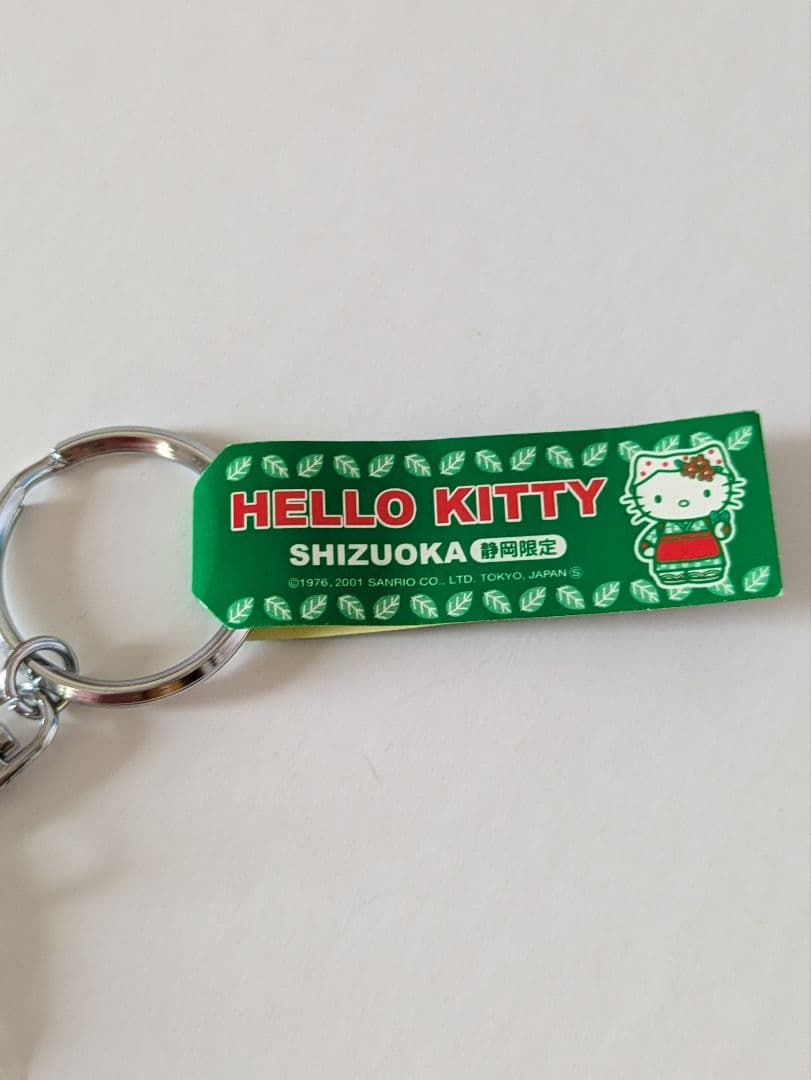 HELLO KITTY
SHIZUOKA 静岡限定
©1976, 2001 SANRIO CO., LTD. TOKYO, JAPAN Ⓢ